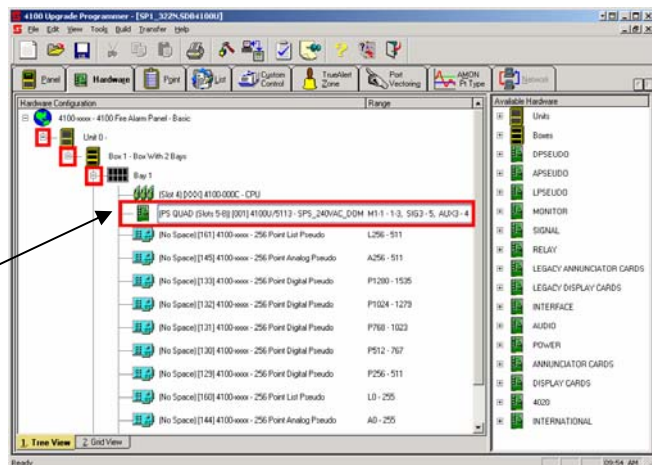 4100 Upgrade Programmer - [SP1_322N.SDB4100U]
File Edit View Tools Build Transfer Help
Panel Hardware Point List Custom Control TrueAlert Zone Port Vectoring AMON Pt Type Network
Hardware Configuration Range
4100-xxxx - 4100 Fire Alarm Panel - Basic
Unit 0 -
Box 1 - Box With 2 Bays
Bay 1
(Slot 4) [XXX] 4100-000C - CPU
[PS QUAD (Slots 5-8)] [001] 4100U/5113 - SPS_240VAC_DOM M1-1 - 1-3, SIG3 - 5, AUX3 - 4
(No Space) [161] 4100-xxxx - 256 Point List Pseudo L256 - 511
(No Space) [145] 4100-xxxx - 256 Point Analog Pseudo A256 - 511
(No Space) [133] 4100-xxxx - 256 Point Digital Pseudo P1280 - 1535
(No Space) [132] 4100-xxxx - 256 Point Digital Pseudo P1024 - 1279
(No Space) [131] 4100-xxxx - 256 Point Digital Pseudo P768 - 1023
(No Space) [130] 4100-xxxx - 256 Point Digital Pseudo P512 - 767
(No Space) [129] 4100-xxxx - 256 Point Digital Pseudo P256 - 511
(No Space) [160] 4100-xxxx - 256 Point List Pseudo L0 - 255
(No Space) [144] 4100-xxxx - 256 Point Analog Pseudo A0 - 255
Available Hardware
Units
Boxes
DPSEUDO
APSEUDO
LPSEUDO
MONITOR
SIGNAL
RELAY
LEGACY ANNUNCIATOR CARDS
LEGACY DISPLAY CARDS
INTERFACE
AUDIO
POWER
ANNUNCIATOR CARDS
DISPLAY CARDS
4020
INTERNATIONAL
1. Tree View 2. Grid View
Ready 09:54 AM